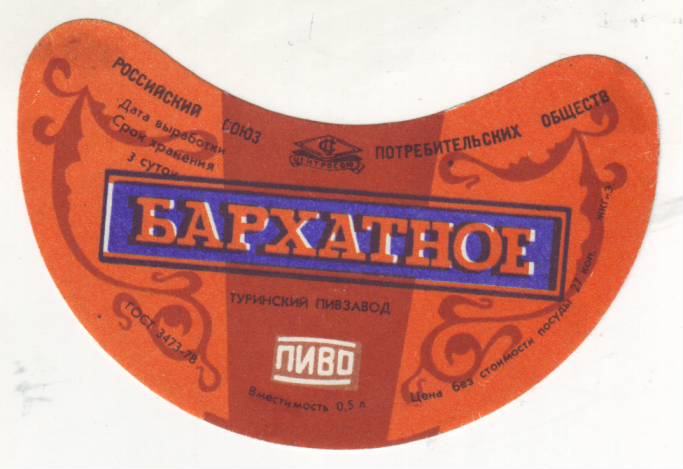 РОССИЙСКИЙ СОЮЗ ПОТРЕБИТЕЛЬСКИХ ОБЩЕСТВ
Дата выработки
Срок хранения
3 суток
ЦЕНТРОСОЮЗ
БАРХАТНОЕ
ТУРИНСКИЙ ПИВЗАВОД
ГОСТ 3473-78
ПИВО
Вместимость 0,5 л.
Цена без стоимости посуды 27 коп.